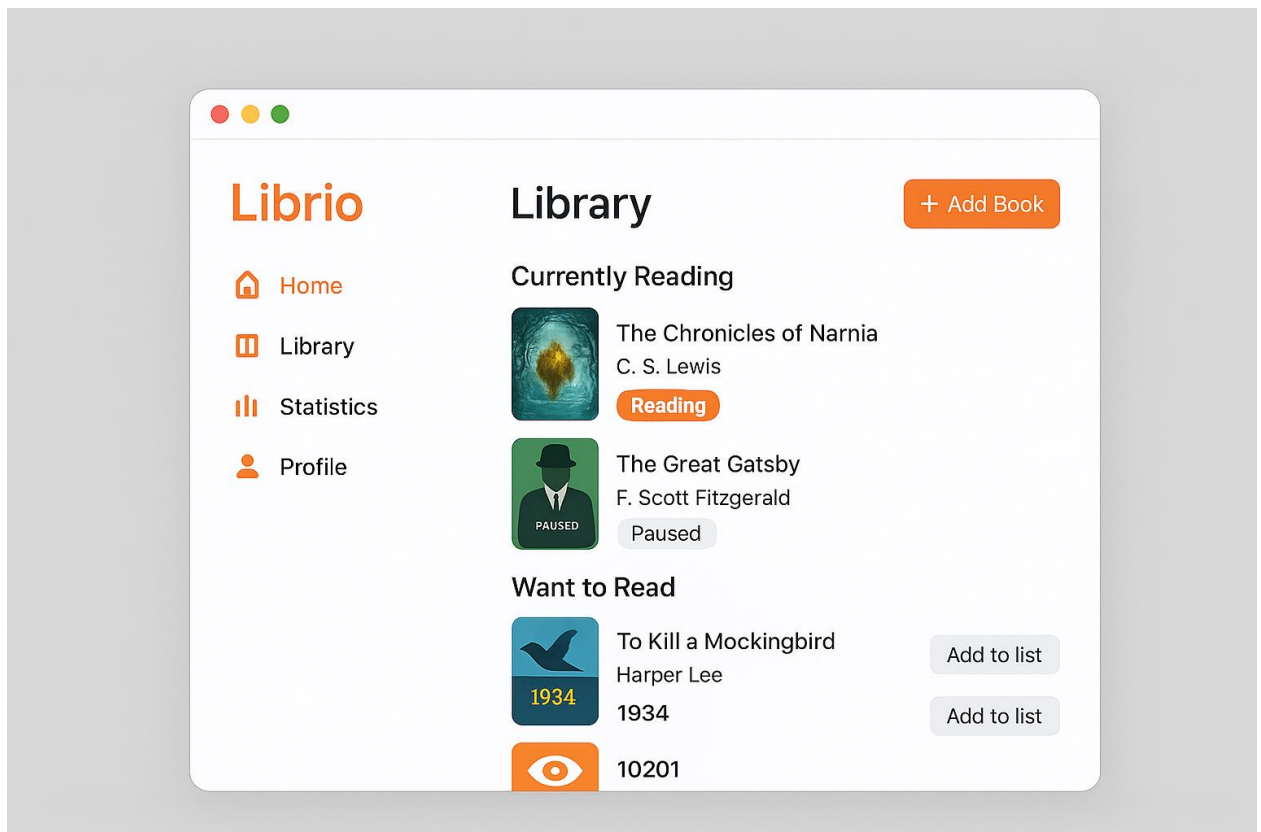 Librio
Home
Library
Statistics
Profile
Library
+ Add Book
Currently Reading
The Chronicles of Narnia
C. S. Lewis
Reading
PAUSED
The Great Gatsby
F. Scott Fitzgerald
Paused
Want to Read
1934
To Kill a Mockingbird
Harper Lee
1934
Add to list
Add to list
10201